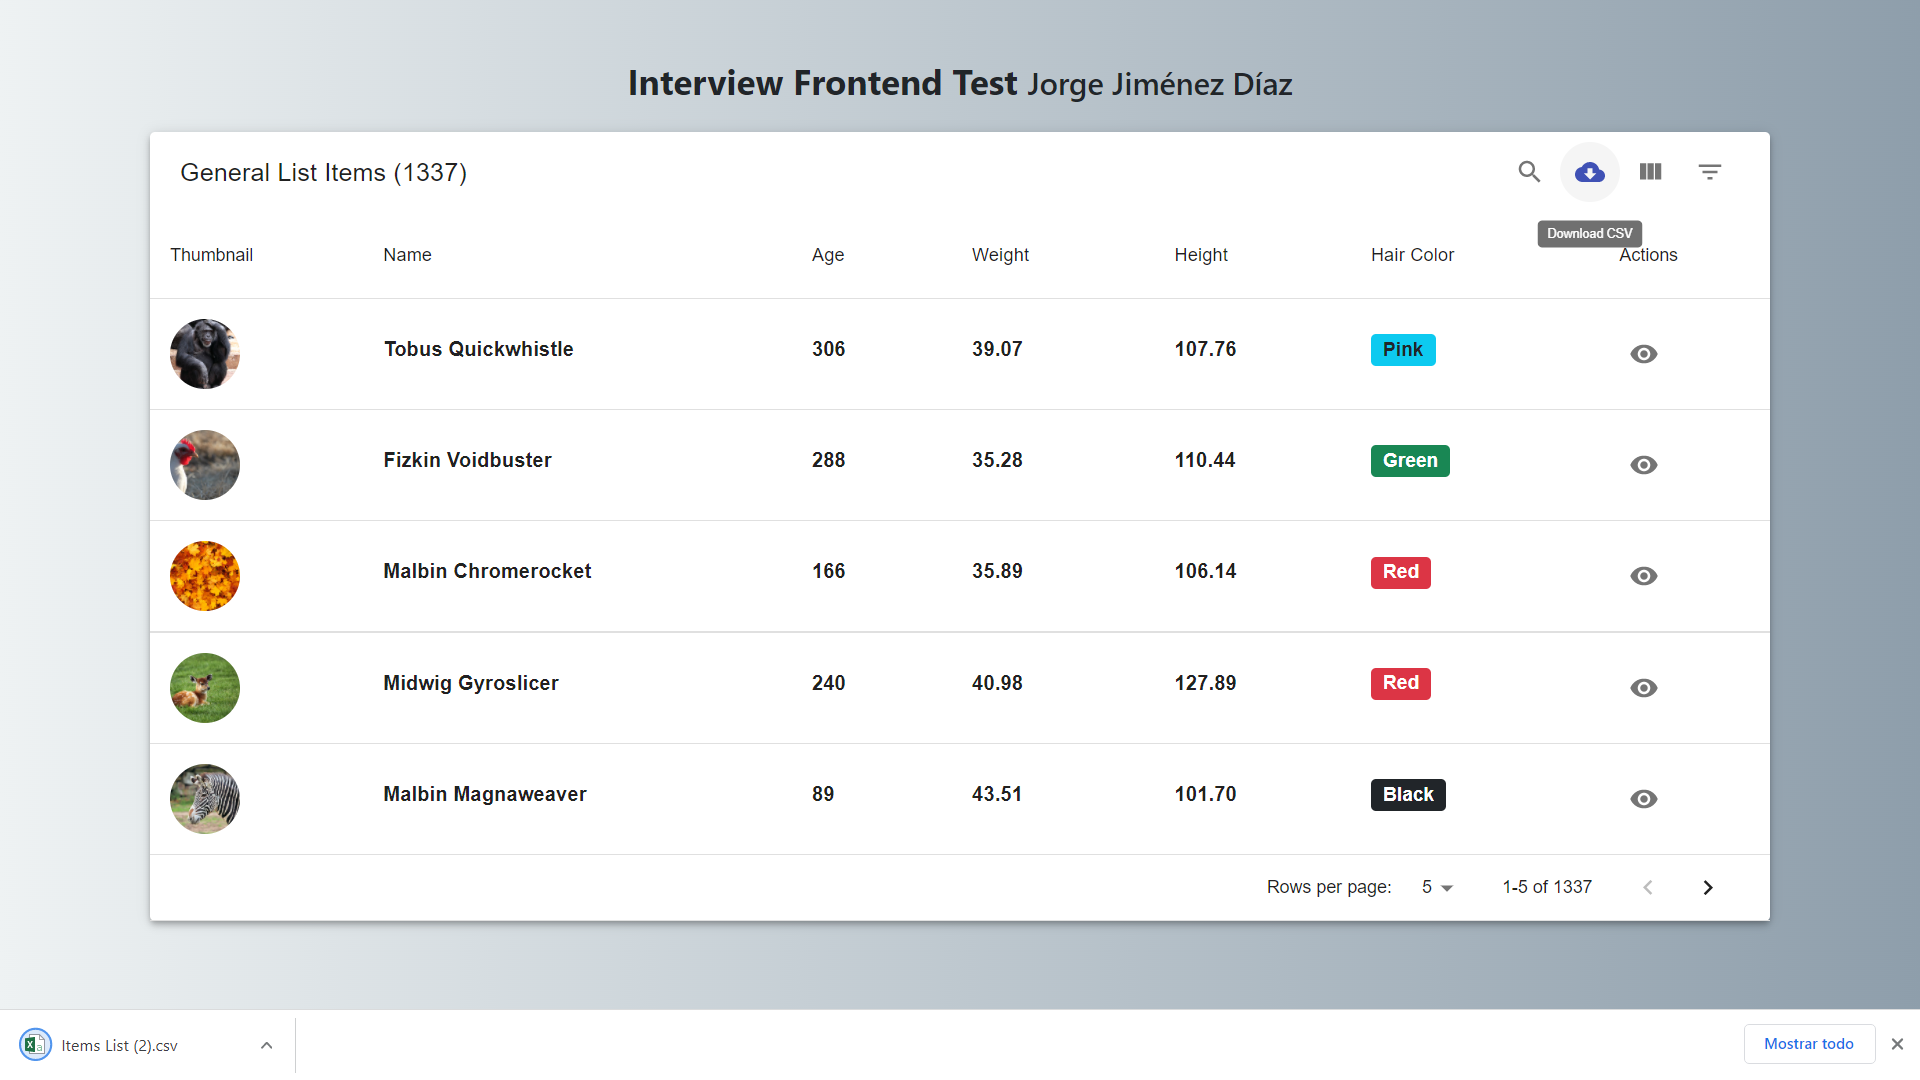 Interview Frontend Test Jorge Jiménez Díaz
General List Items (1337)
Download CSV
Thumbnail Name Age Weight Height Hair Color Actions
Tobus Quickwhistle 306 39.07 107.76 Pink
Fizkin Voidbuster 288 35.28 110.44 Green
Malbin Chromerocket 166 35.89 106.14 Red
Midwig Gyroslicer 240 40.98 127.89 Red
Malbin Magnaweaver 89 43.51 101.70 Black
Rows per page: 5 1-5 of 1337
Items List (2).csv Mostrar todo